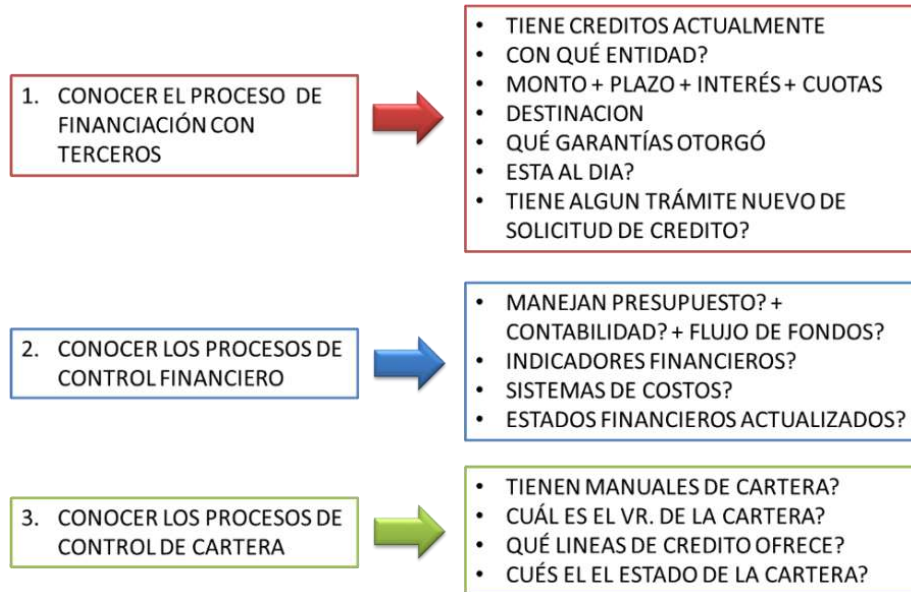 1. CONOCER EL PROCESO DE
FINANCIACIÓN CON
TERCEROS
• TIENE CREDITOS ACTUALMENTE
• CON QUÉ ENTIDAD?
• MONTO + PLAZO + INTERÉS + CUOTAS
• DESTINACION
• QUÉ GARANTÍAS OTORGÓ
• ESTA AL DIA?
• TIENE ALGUN TRÁMITE NUEVO DE
SOLICITUD DE CREDITO?
2. CONOCER LOS PROCESOS DE
CONTROL FINANCIERO
• MANEJAN PRESUPUESTO? +
CONTABILIDAD? + FLUJO DE FONDOS?
• INDICADORES FINANCIEROS?
• SISTEMAS DE COSTOS?
• ESTADOS FINANCIEROS ACTUALIZADOS?
3. CONOCER LOS PROCESOS DE
CONTROL DE CARTERA
• TIENEN MANUALES DE CARTERA?
• CUÁL ES EL VR. DE LA CARTERA?
• QUÉ LINEAS DE CREDITO OFRECE?
• CUÉS EL EL ESTADO DE LA CARTERA?